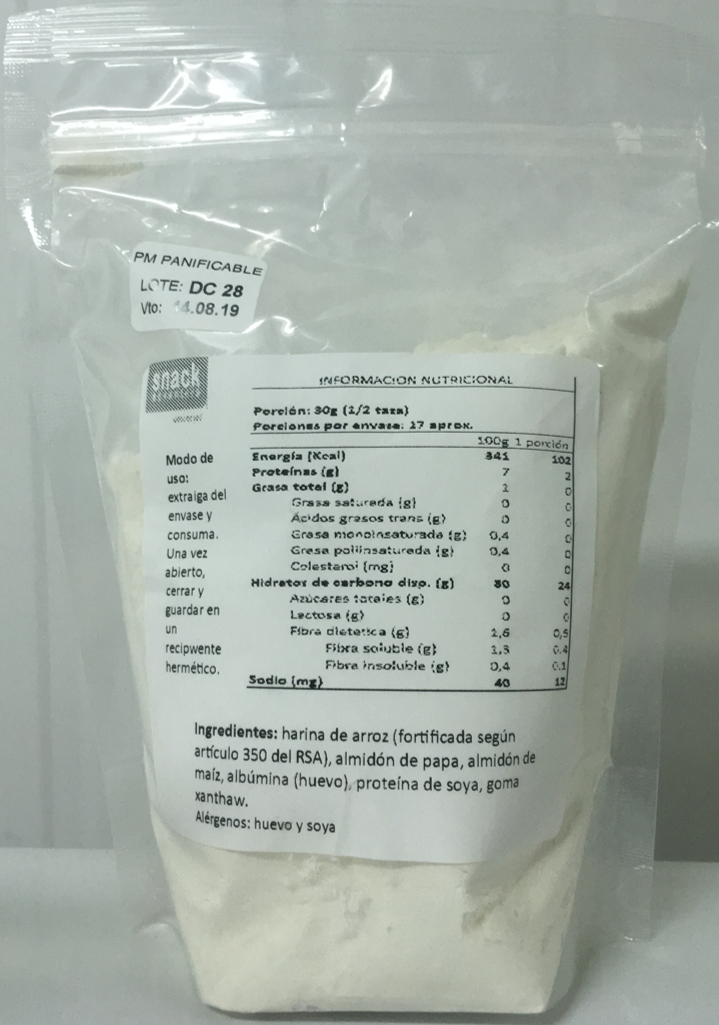 PM PANIFICABLE
LOTE: DC 28
Vto: 4.08.19
snack
INFORMACION NUTRICIONAL
Porción: 30g (1/2 taza)
Porciones por envase: 17 aprox.
100g 1 porción
Energía (Kcal) 341 102
Proteínas (g) 7 2
Grasa total (g) 1 0
Grasa saturada (g) 0 0
Ácidos grasos trans (g) 0 0
Grasa monoinsaturada (g) 0,4 0
Grasa poliinsaturada (g) 0,4 0
Colesterol (mg) 0 0
Hidratos de carbono disp. (g) 80 24
Azúcares totales (g) 0 0
Lactosa (g) 0 0
Fibra dietetica (g) 1,6 0,5
Fibra soluble (g) 1,3 0,4
Fibra insoluble (g) 0,4 0,1
Sodio (mg) 40 12
Modo de
uso:
extraiga del
envase y
consuma.
Una vez
abierto,
cerrar y
guardar en
un
recipwente
hermético.
Ingredientes: harina de arroz (fortificada según
artículo 350 del RSA), almidón de papa, almidón de
maíz, albúmina (huevo), proteína de soya, goma
xanthaw.
Alérgenos: huevo y soya